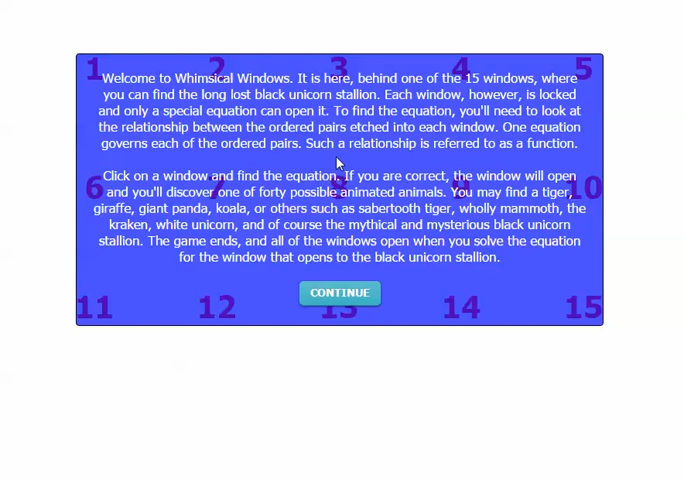 1 2 3 4 5
Welcome to Whimsical Windows. It is here, behind one of the 15 windows, where
you can find the long lost black unicorn stallion. Each window, however, is locked
and only a special equation can open it. To find the equation, you'll need to look at
the relationship between the ordered pairs etched into each window. One equation
governs each of the ordered pairs. Such a relationship is referred to as a function.
Click on a window and find the equation. If you are correct, the window will open
6 7 8 9 10
and you'll discover one of forty possible animated animals. You may find a tiger,
giraffe, giant panda, koala, or others such as sabertooth tiger, wholly mammoth, the
kraken, white unicorn, and of course the mythical and mysterious black unicorn
stallion. The game ends, and all of the windows open when you solve the equation
for the window that opens to the black unicorn stallion.
CONTINUE
11 12 13 14 15